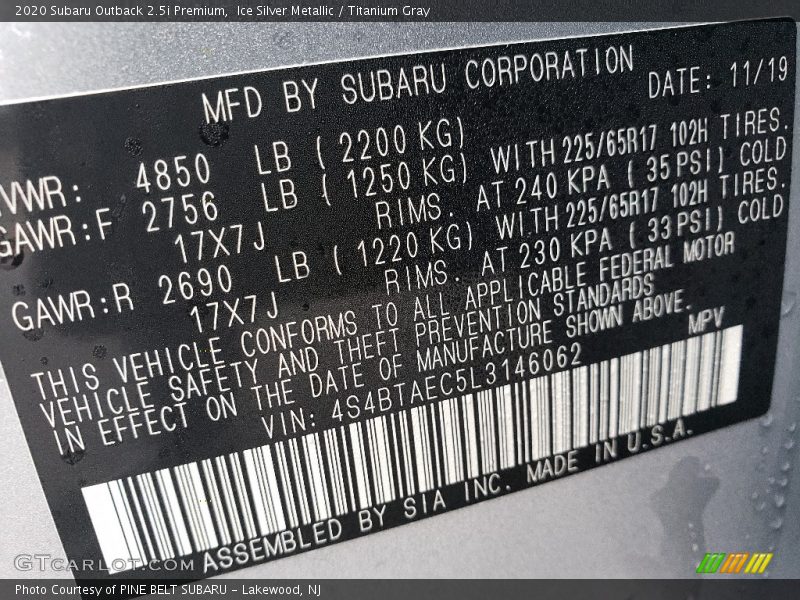 2020 Subaru Outback 2.5i Premium,  Ice Silver Metallic / Titanium Gray
MFD BY SUBARU CORPORATION DATE: 11/19
VWR: 4850 LB ( 2200 KG)
GAWR:F 2756 LB ( 1250 KG) WITH 225/65R17 102H TIRES.
17X7J RIMS. AT 240 KPA ( 35 PSI) COLD
GAWR:R 2690 LB ( 1220 KG) WITH 225/65R17 102H TIRES.
17X7J RIMS. AT 230 KPA ( 33 PSI) COLD
THIS VEHICLE CONFORMS TO ALL APPLICABLE FEDERAL MOTOR
VEHICLE SAFETY AND THEFT PREVENTION STANDARDS
IN EFFECT ON THE DATE OF MANUFACTURE SHOWN ABOVE.
VIN: 4S4BTAEC5L3146062 MPV
ASSEMBLED BY SIA INC. MADE IN U.S.A.
GTCARLOT.COM
Photo Courtesy of PINE BELT SUBARU - Lakewood, NJ